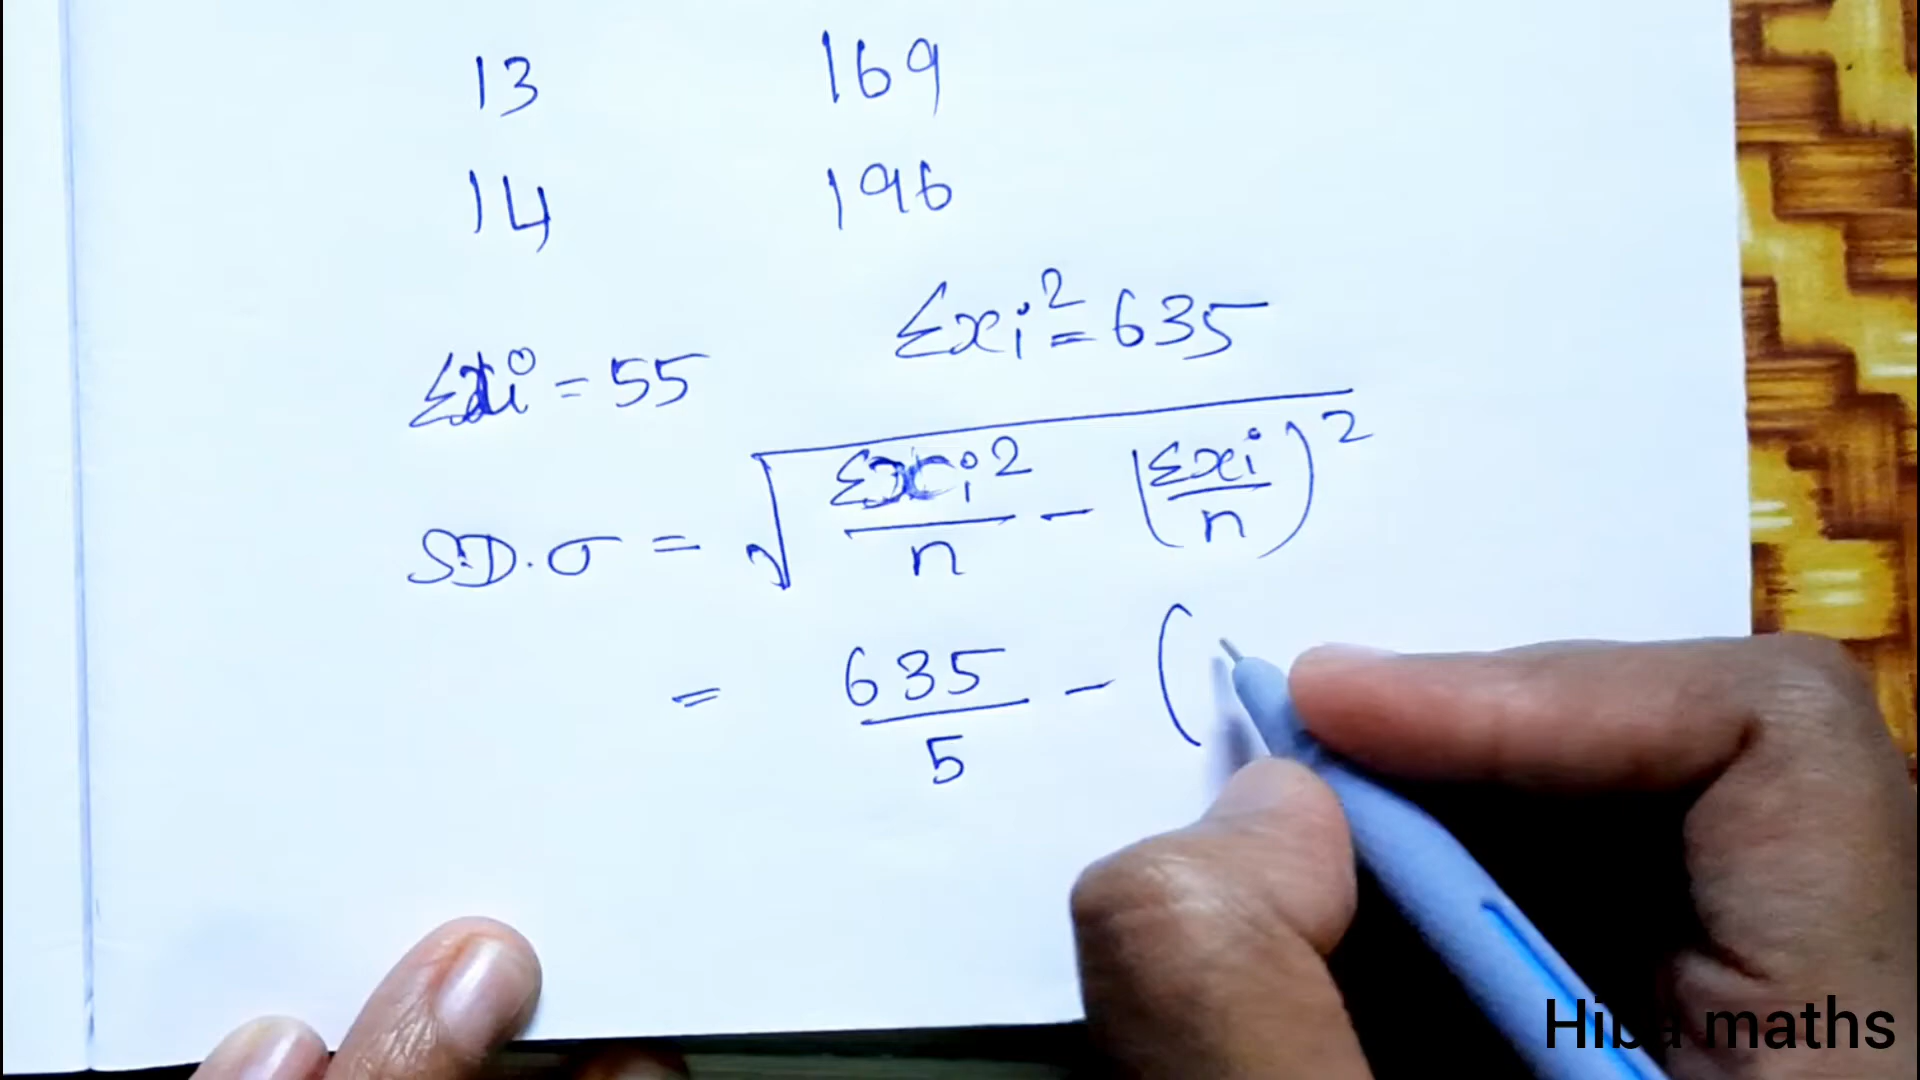 13 169
14 196
Σxi² = 635
Σxi = 55
S.D. σ = √(Σxi²/n - (Σxi/n)²)
= 635/5 - (
Hiba maths